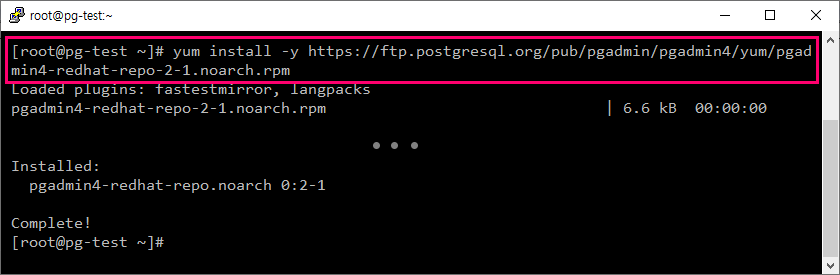 root@pg-test:~
[root@pg-test ~]# yum install -y https://ftp.postgresql.org/pub/pgadmin/pgadmin4/yum/pgad
min4-redhat-repo-2-1.noarch.rpm
Loaded plugins: fastestmirror, langpacks
pgadmin4-redhat-repo-2-1.noarch.rpm | 6.6 kB 00:00:00
● ● ●
Installed:
  pgadmin4-redhat-repo.noarch 0:2-1
Complete!
[root@pg-test ~]#